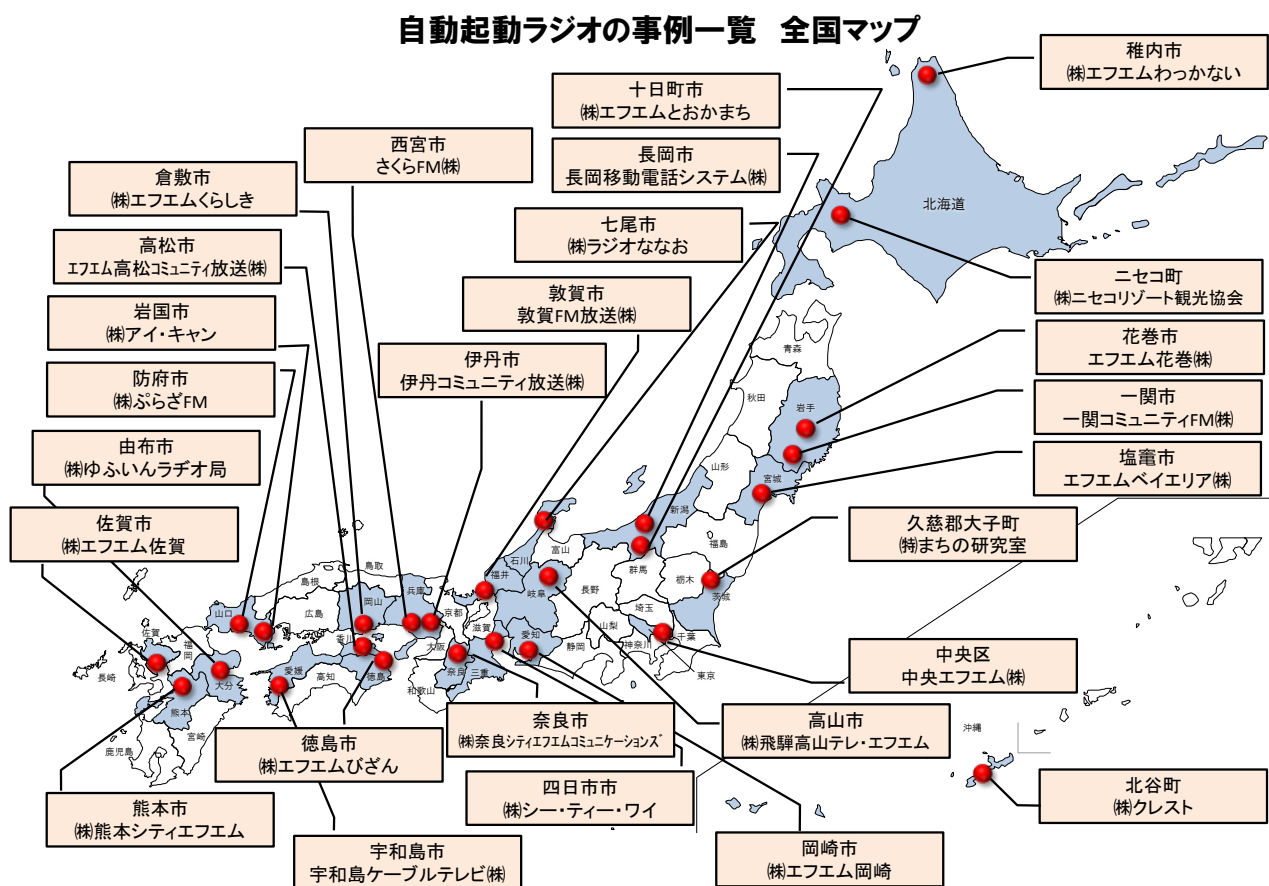 自動起動ラジオの事例一覧　全国マップ
稚内市
㈱エフエムわっかない
十日町市
㈱エフエムとおかまち
西宮市
さくらFM㈱
長岡市
長岡移動電話システム㈱
倉敷市
㈱エフエムくらしき
七尾市
㈱ラジオななお
高松市
エフエム高松コミュニティ放送㈱
敦賀市
敦賀FM放送㈱
ニセコ町
㈱ニセコリゾート観光協会
岩国市
㈱アイ・キャン
花巻市
エフエム花巻㈱
伊丹市
伊丹コミュニティ放送㈱
防府市
㈱ぷらざFM
一関市
一関コミュニティFM㈱
由布市
㈱ゆふいんラヂオ局
塩竈市
エフエムベイエリア㈱
佐賀市
㈱エフエム佐賀
久慈郡大子町
㈵まちの研究室
中央区
中央エフエム㈱
奈良市
㈱奈良シティエフエムコミュニケーションズ
高山市
㈱飛騨高山テレ・エフエム
徳島市
㈱エフエムびざん
四日市市
㈱シー・ティー・ワイ
北谷町
㈱クレスト
熊本市
㈱熊本シティエフエム
宇和島市
宇和島ケーブルテレビ㈱
岡崎市
㈱エフエム岡崎
北海道
青森
秋田
岩手
山形
宮城
新潟
福島
富山
石川
福井
群馬
栃木
茨城
長野
岐阜
埼玉
山梨
千葉
神奈川
東京
静岡
愛知
滋賀
京都
三重
奈良
大阪
和歌山
兵庫
鳥取
岡山
島根
広島
山口
香川
徳島
愛媛
高知
福岡
佐賀
長崎
大分
熊本
宮崎
鹿児島
沖縄